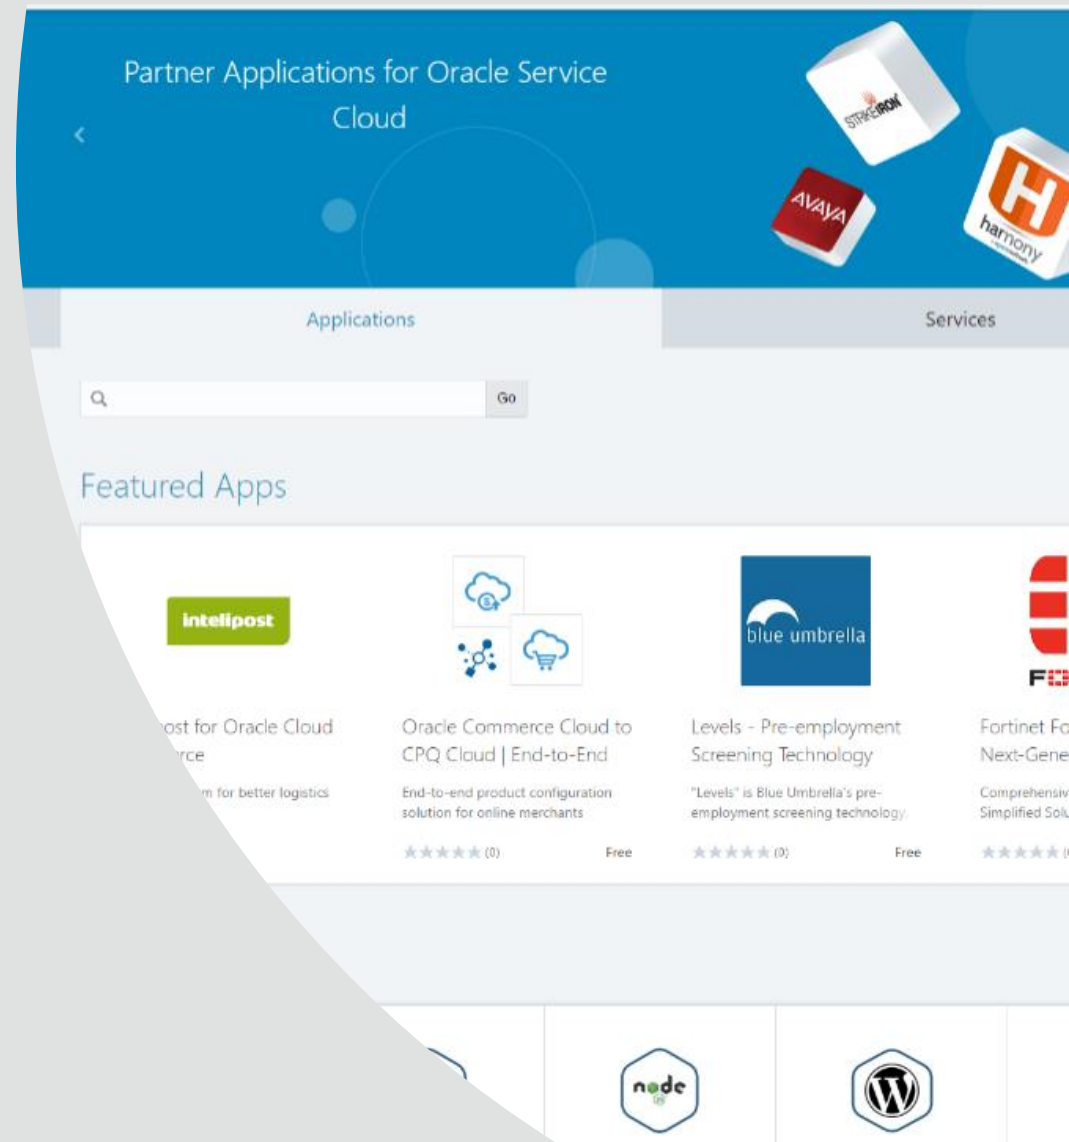 Partner Applications for Oracle Service
Cloud
STRIKEIRON
AVAYA
H
harmony
Applications
Services
Go
Featured Apps
intelipost
blue umbrella
ost for Oracle Cloud
rce
m for better logistics
Oracle Commerce Cloud to
CPQ Cloud | End-to-End
End-to-end product configuration
solution for online merchants
(0) Free
Levels - Pre-employment
Screening Technology
"Levels" is Blue Umbrella's pre-
employment screening technology.
(0) Free
FO
Fortinet Fo
Next-Gene
Comprehensiv
Simplified Solu
node
W